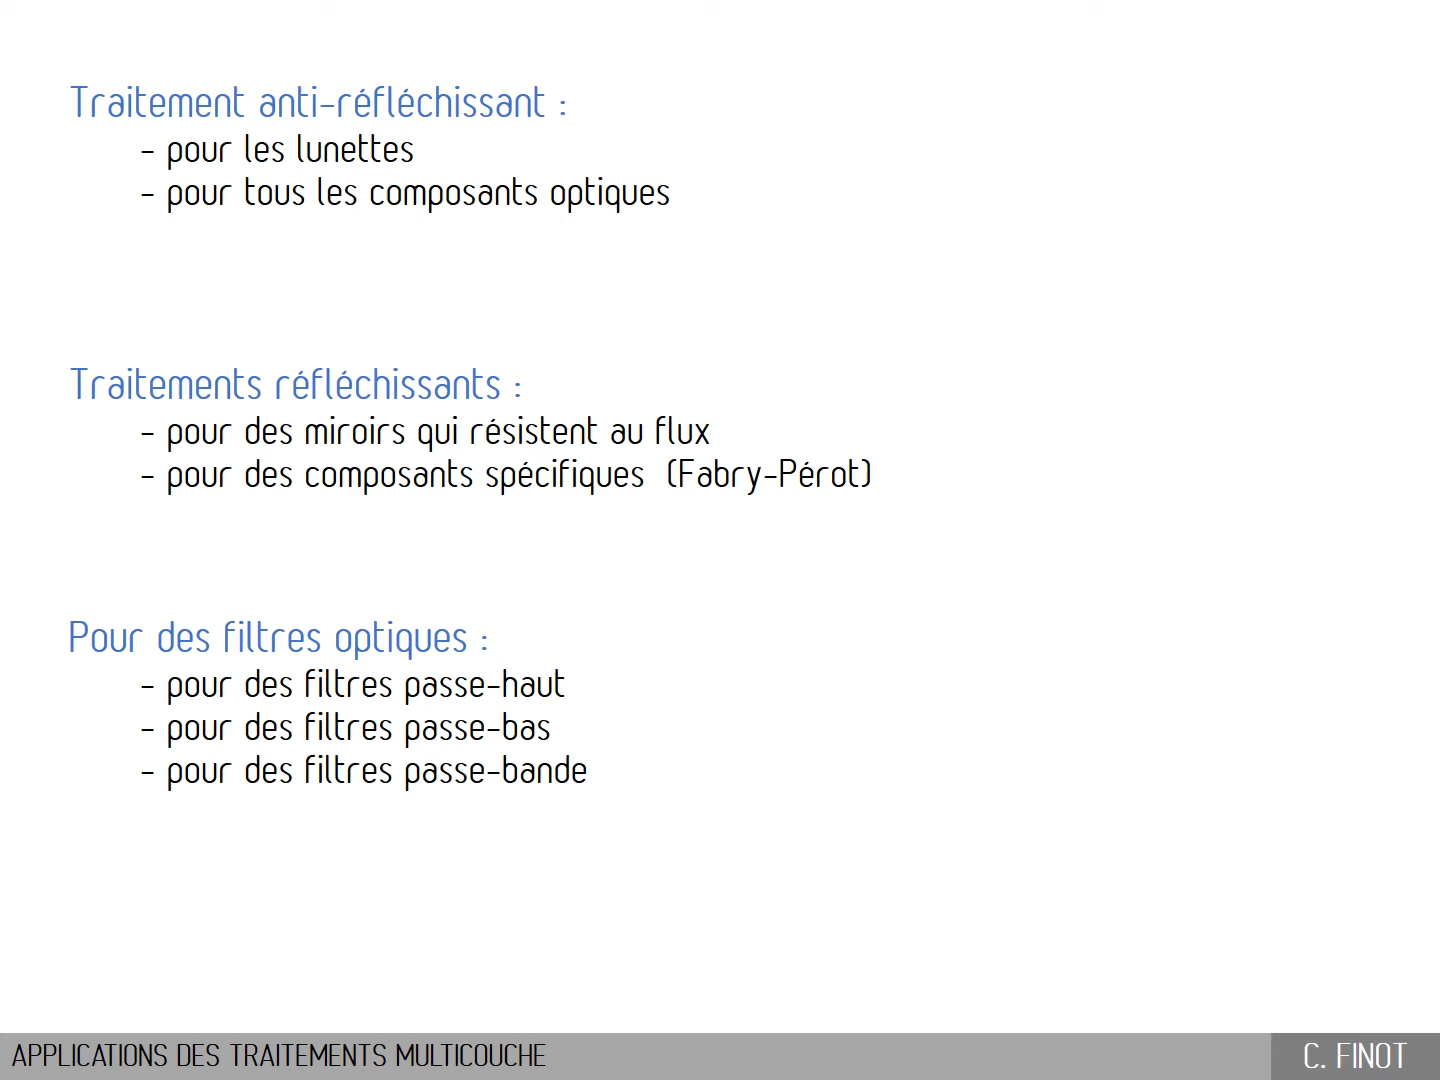 Traitement anti-réfléchissant :
- pour les lunettes
- pour tous les composants optiques
Traitements réfléchissants :
- pour des miroirs qui résistent au flux
- pour des composants spécifiques  (Fabry-Pérot)
Pour des filtres optiques :
- pour des filtres passe-haut
- pour des filtres passe-bas
- pour des filtres passe-bande
APPLICATIONS DES TRAITEMENTS MULTICOUCHE
C. FINOT